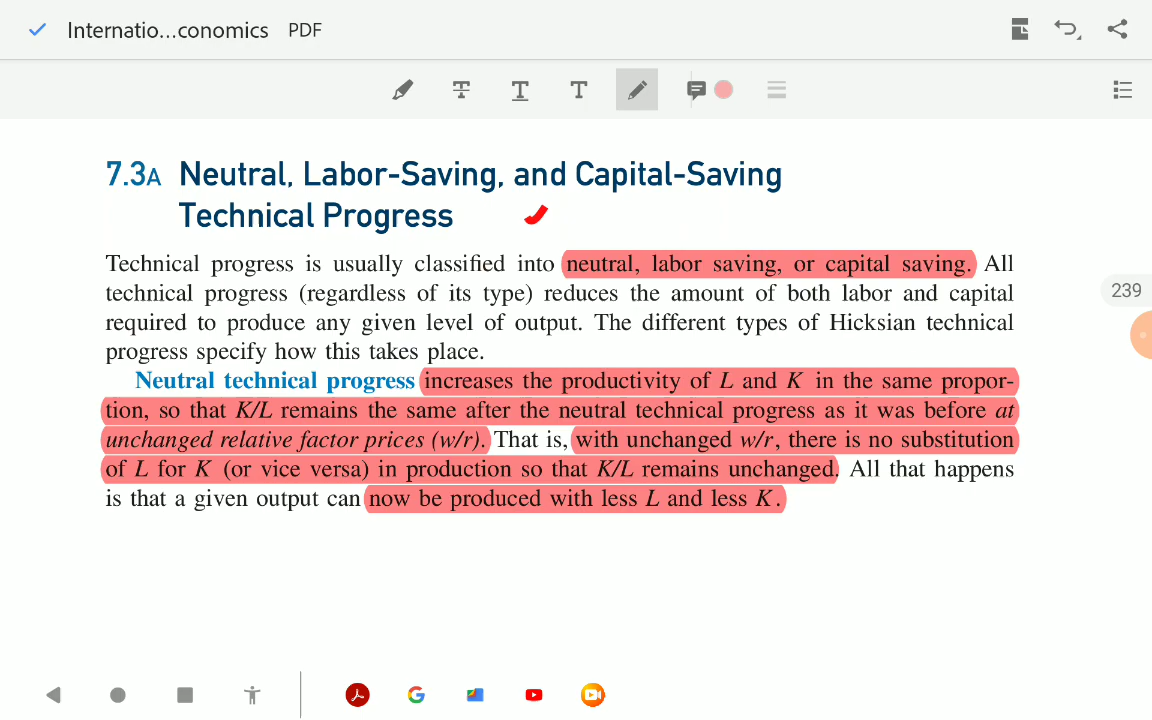 Internatio...conomics PDF
7.3A Neutral, Labor-Saving, and Capital-Saving
Technical Progress
Technical progress is usually classified into neutral, labor saving, or capital saving. All
technical progress (regardless of its type) reduces the amount of both labor and capital
required to produce any given level of output. The different types of Hicksian technical
progress specify how this takes place.
Neutral technical progress increases the productivity of L and K in the same propor-
tion, so that K/L remains the same after the neutral technical progress as it was before at
unchanged relative factor prices (w/r). That is, with unchanged w/r, there is no substitution
of L for K (or vice versa) in production so that K/L remains unchanged. All that happens
is that a given output can now be produced with less L and less K.
239